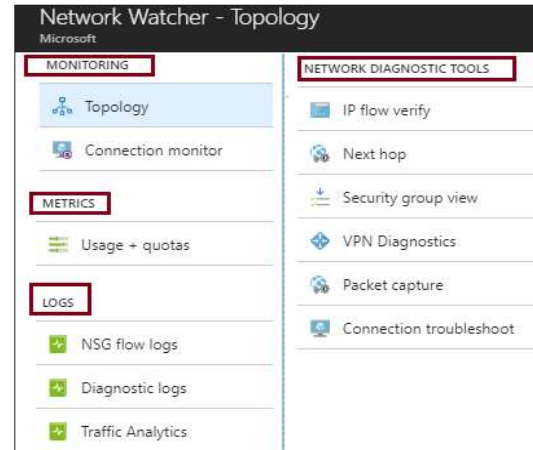 Network Watcher - Topology
Microsoft
MONITORING
Topology
Connection monitor
METRICS
Usage + quotas
LOGS
NSG flow logs
Diagnostic logs
Traffic Analytics
NETWORK DIAGNOSTIC TOOLS
IP flow verify
Next hop
Security group view
VPN Diagnostics
Packet capture
Connection troubleshoot